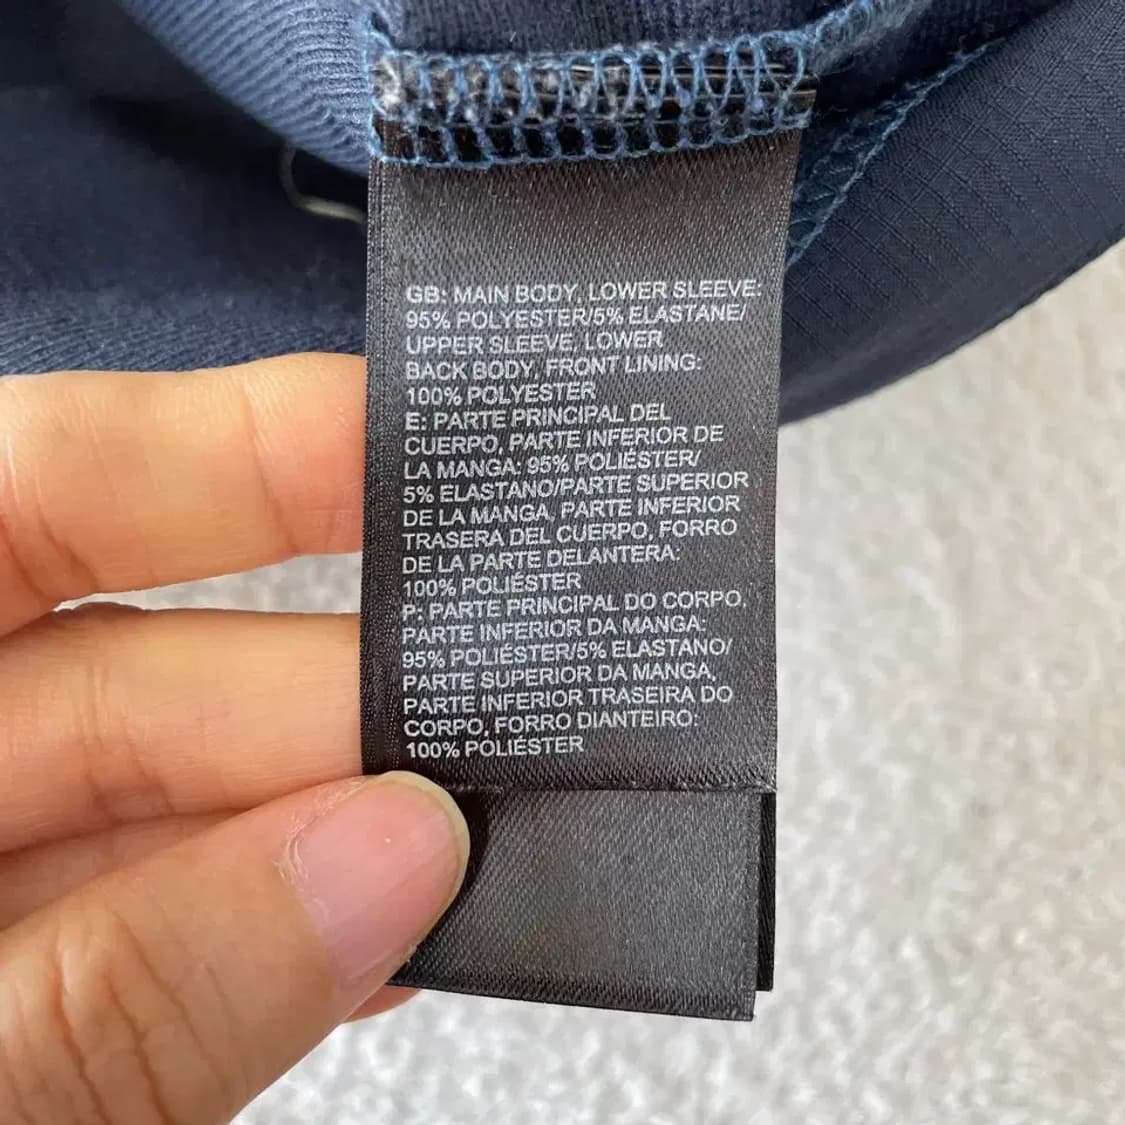 GB: MAIN BODY, LOWER SLEEVE:
95% POLYESTER/5% ELASTANE/
UPPER SLEEVE, LOWER
BACK BODY, FRONT LINING:
100% POLYESTER
E: PARTE PRINCIPAL DEL
CUERPO, PARTE INFERIOR DE
LA MANGA: 95% POLIÉSTER/
5% ELASTANO/PARTE SUPERIOR
DE LA MANGA, PARTE INFERIOR
TRASERA DEL CUERPO, FORRO
DE LA PARTE DELANTERA:
100% POLIÉSTER
P: PARTE PRINCIPAL DO CORPO,
PARTE INFERIOR DA MANGA:
95% POLIÉSTER/5% ELASTANO/
PARTE SUPERIOR DA MANGA,
PARTE INFERIOR TRASEIRA DO
CORPO, FORRO DIANTEIRO:
100% POLIÉSTER